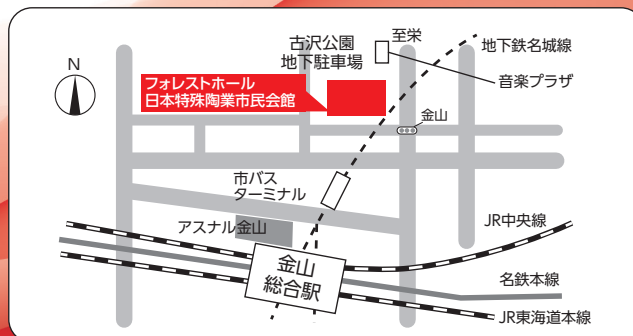 N
至栄
古沢公園
地下駐車場
地下鉄名城線
音楽プラザ
フォレストホール
日本特殊陶業市民会館
金山
市バス
ターミナル
アスナル金山
JR中央線
金山
総合駅
名鉄本線
JR東海道本線